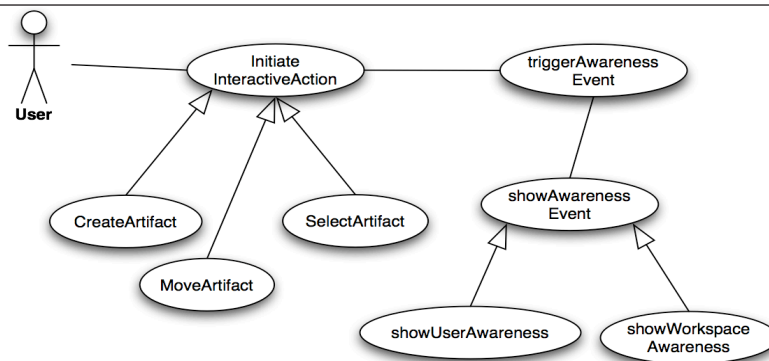 User
Initiate
InteractiveAction
triggerAwareness
Event
CreateArtifact
SelectArtifact
MoveArtifact
showAwareness
Event
showUserAwareness
showWorkspace
Awareness